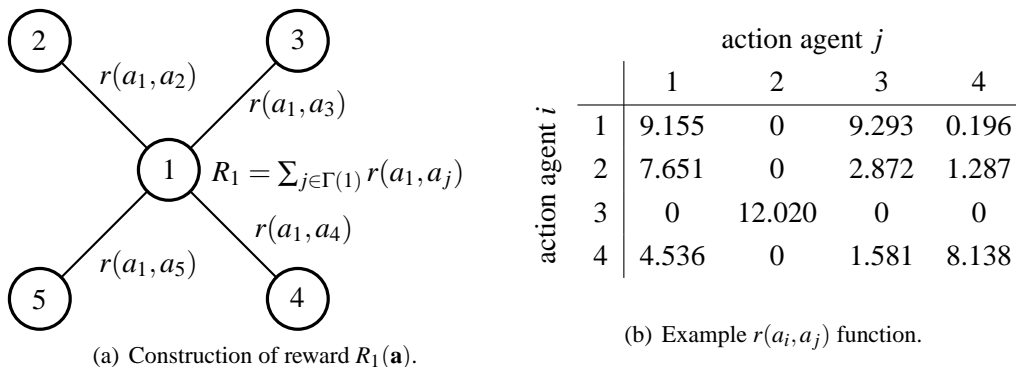 2
3
r(a₁,a₂)
r(a₁,a₃)
1
R₁ = ∑_{j∈Γ(1)} r(a₁,a_j)
r(a₁,a₅)
r(a₁,a₄)
5
4
(a) Construction of reward R₁(𝐚).
action agent j
action agent i
1 2 3 4
1 9.155 0 9.293 0.196
2 7.651 0 2.872 1.287
3 0 12.020 0 0
4 4.536 0 1.581 8.138
(b) Example r(a_i,a_j) function.